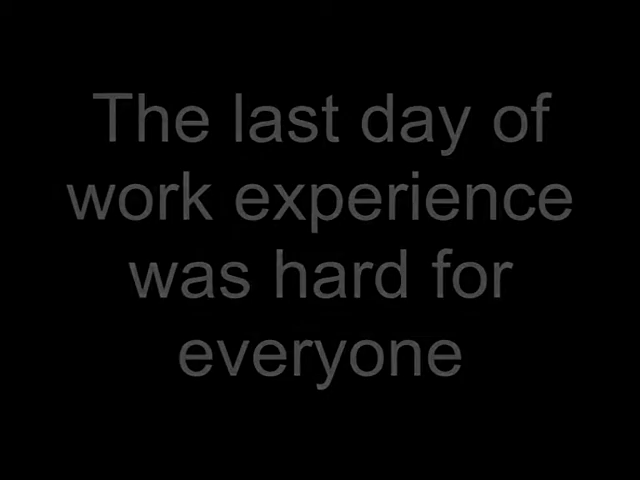 The last day of
work experience
was hard for
everyone